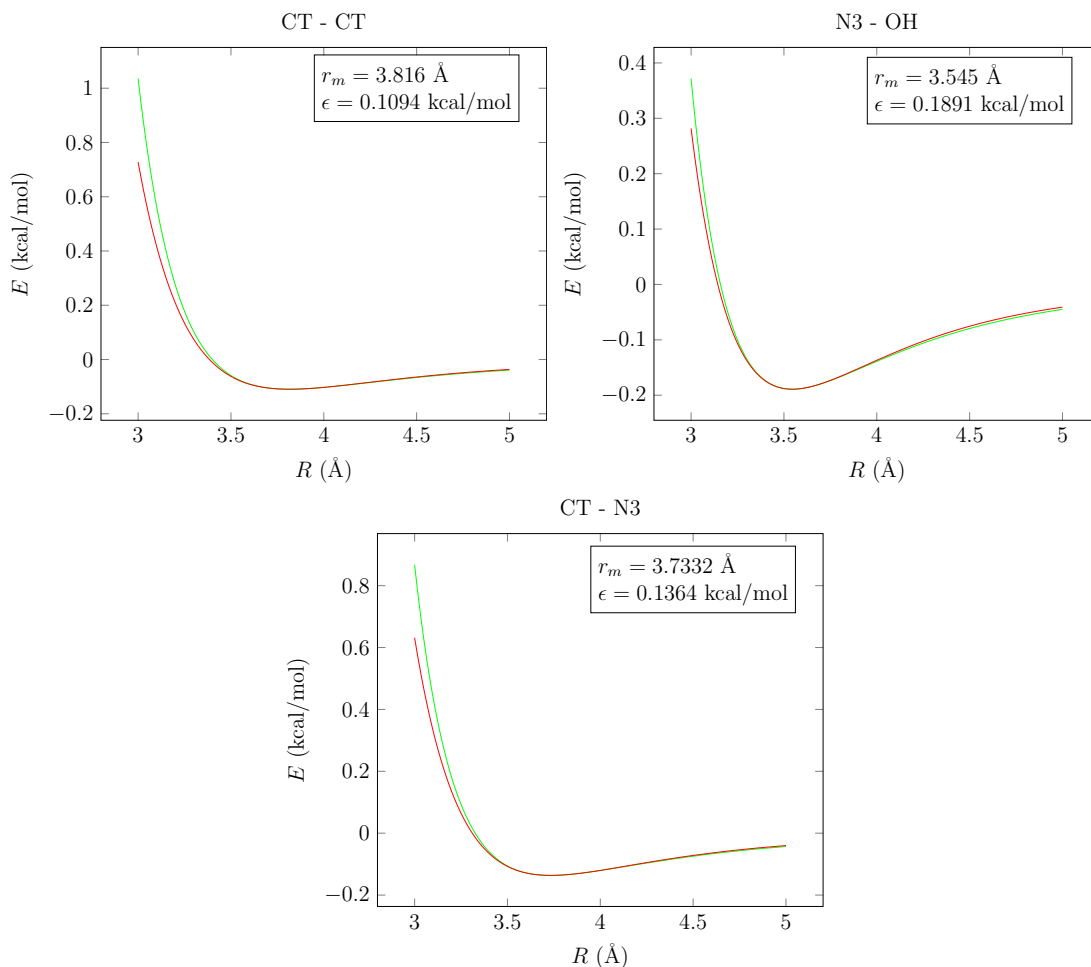 CT - CT
r_m = 3.816 Å
ϵ = 0.1094 kcal/mol
1
0.8
0.6
0.4
0.2
0
−0.2
E (kcal/mol)
3
3.5
4
4.5
5
R (Å)
N3 - OH
r_m = 3.545 Å
ϵ = 0.1891 kcal/mol
0.4
0.3
0.2
0.1
0
−0.1
−0.2
E (kcal/mol)
3
3.5
4
4.5
5
R (Å)
CT - N3
r_m = 3.7332 Å
ϵ = 0.1364 kcal/mol
0.8
0.6
0.4
0.2
0
−0.2
E (kcal/mol)
3
3.5
4
4.5
5
R (Å)